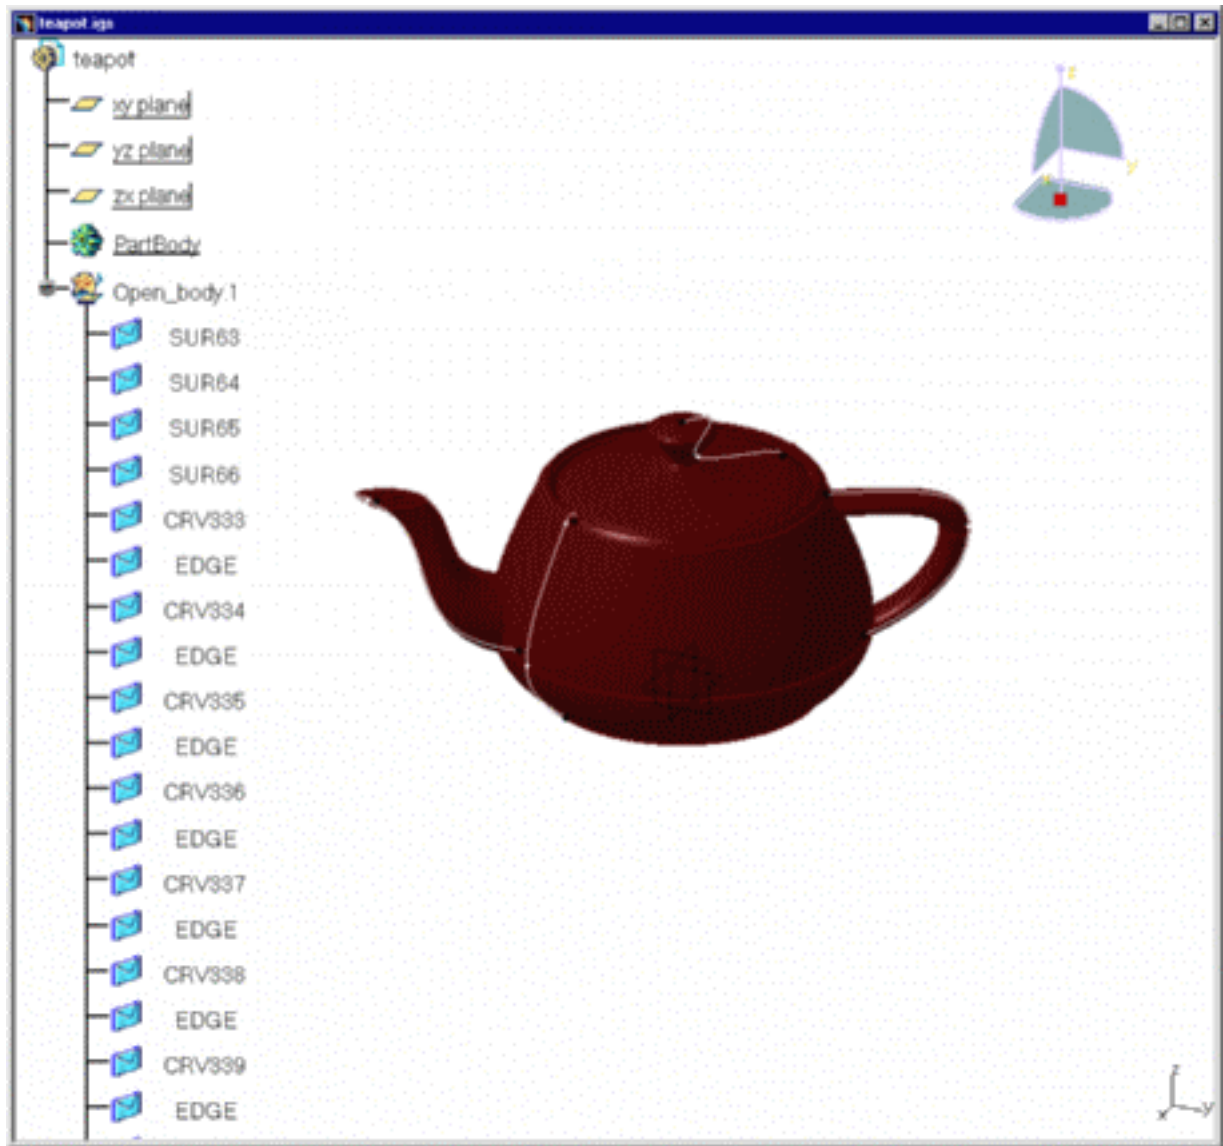 teapot.igs
teapot
xy plane
yz plane
zx plane
PartBody
Open_body.1
SUR63
SUR64
SUR65
SUR66
CRV333
EDGE
CRV334
EDGE
CRV335
EDGE
CRV336
EDGE
CRV337
EDGE
CRV338
EDGE
CRV339
EDGE
z
y
x
z
y
x